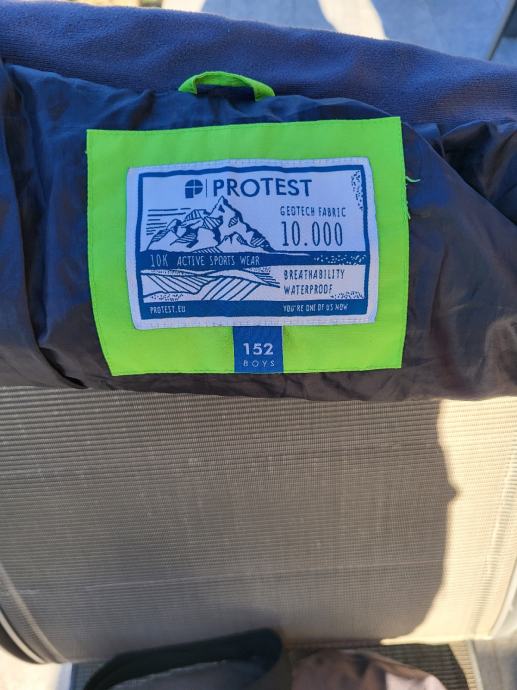 PROTEST
GEOTECH FABRIC
10.000
10K ACTIVE SPORTS WEAR
BREATHABILITY
WATERPROOF
PROTEST.EU
YOU'RE ONE OF US NOW
152
BOYS